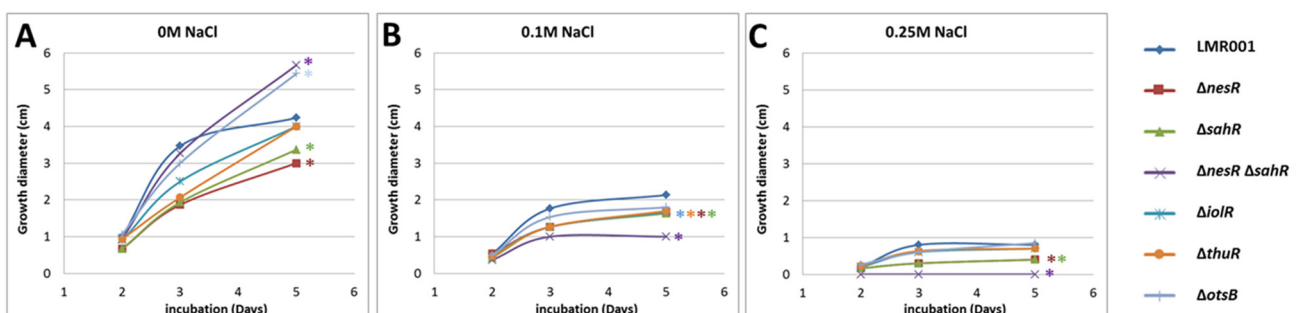 A
0M NaCl
Growth diameter (cm)
6
5
4
3
2
1
0
1 2 3 4 5 6
incubation (Days)
*
*
*
*
B
0.1M NaCl
Growth diameter (cm)
6
5
4
3
2
1
0
1 2 3 4 5 6
incubation (Days)
****
*
C
0.25M NaCl
Growth diameter (cm)
6
5
4
3
2
1
0
1 2 3 4 5 6
incubation (Days)
**
*
LMR001
ΔnesR
ΔsahR
ΔnesR ΔsahR
ΔiolR
ΔthuR
ΔotsB